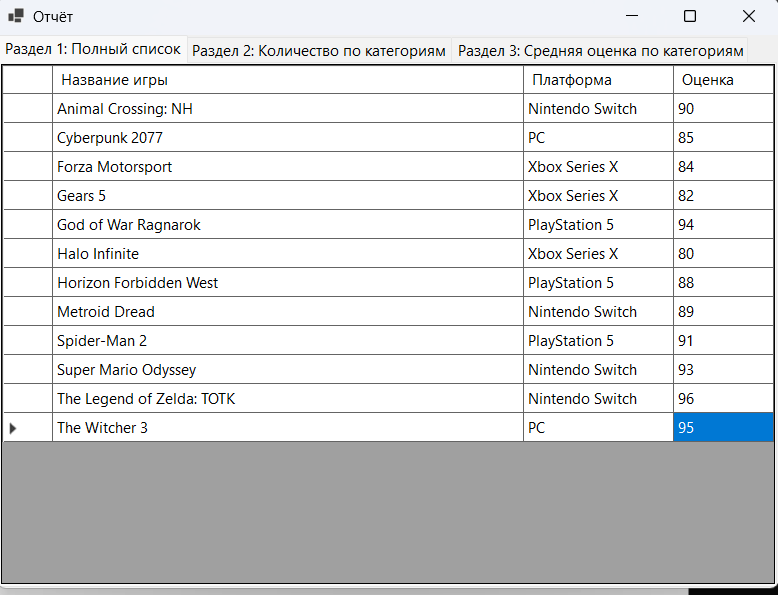 Отчёт
Раздел 1: Полный список Раздел 2: Количество по категориям Раздел 3: Средняя оценка по категориям
Название игры Платформа Оценка
Animal Crossing: NH Nintendo Switch 90
Cyberpunk 2077 PC 85
Forza Motorsport Xbox Series X 84
Gears 5 Xbox Series X 82
God of War Ragnarok PlayStation 5 94
Halo Infinite Xbox Series X 80
Horizon Forbidden West PlayStation 5 88
Metroid Dread Nintendo Switch 89
Spider-Man 2 PlayStation 5 91
Super Mario Odyssey Nintendo Switch 93
The Legend of Zelda: TOTK Nintendo Switch 96
The Witcher 3 PC 95